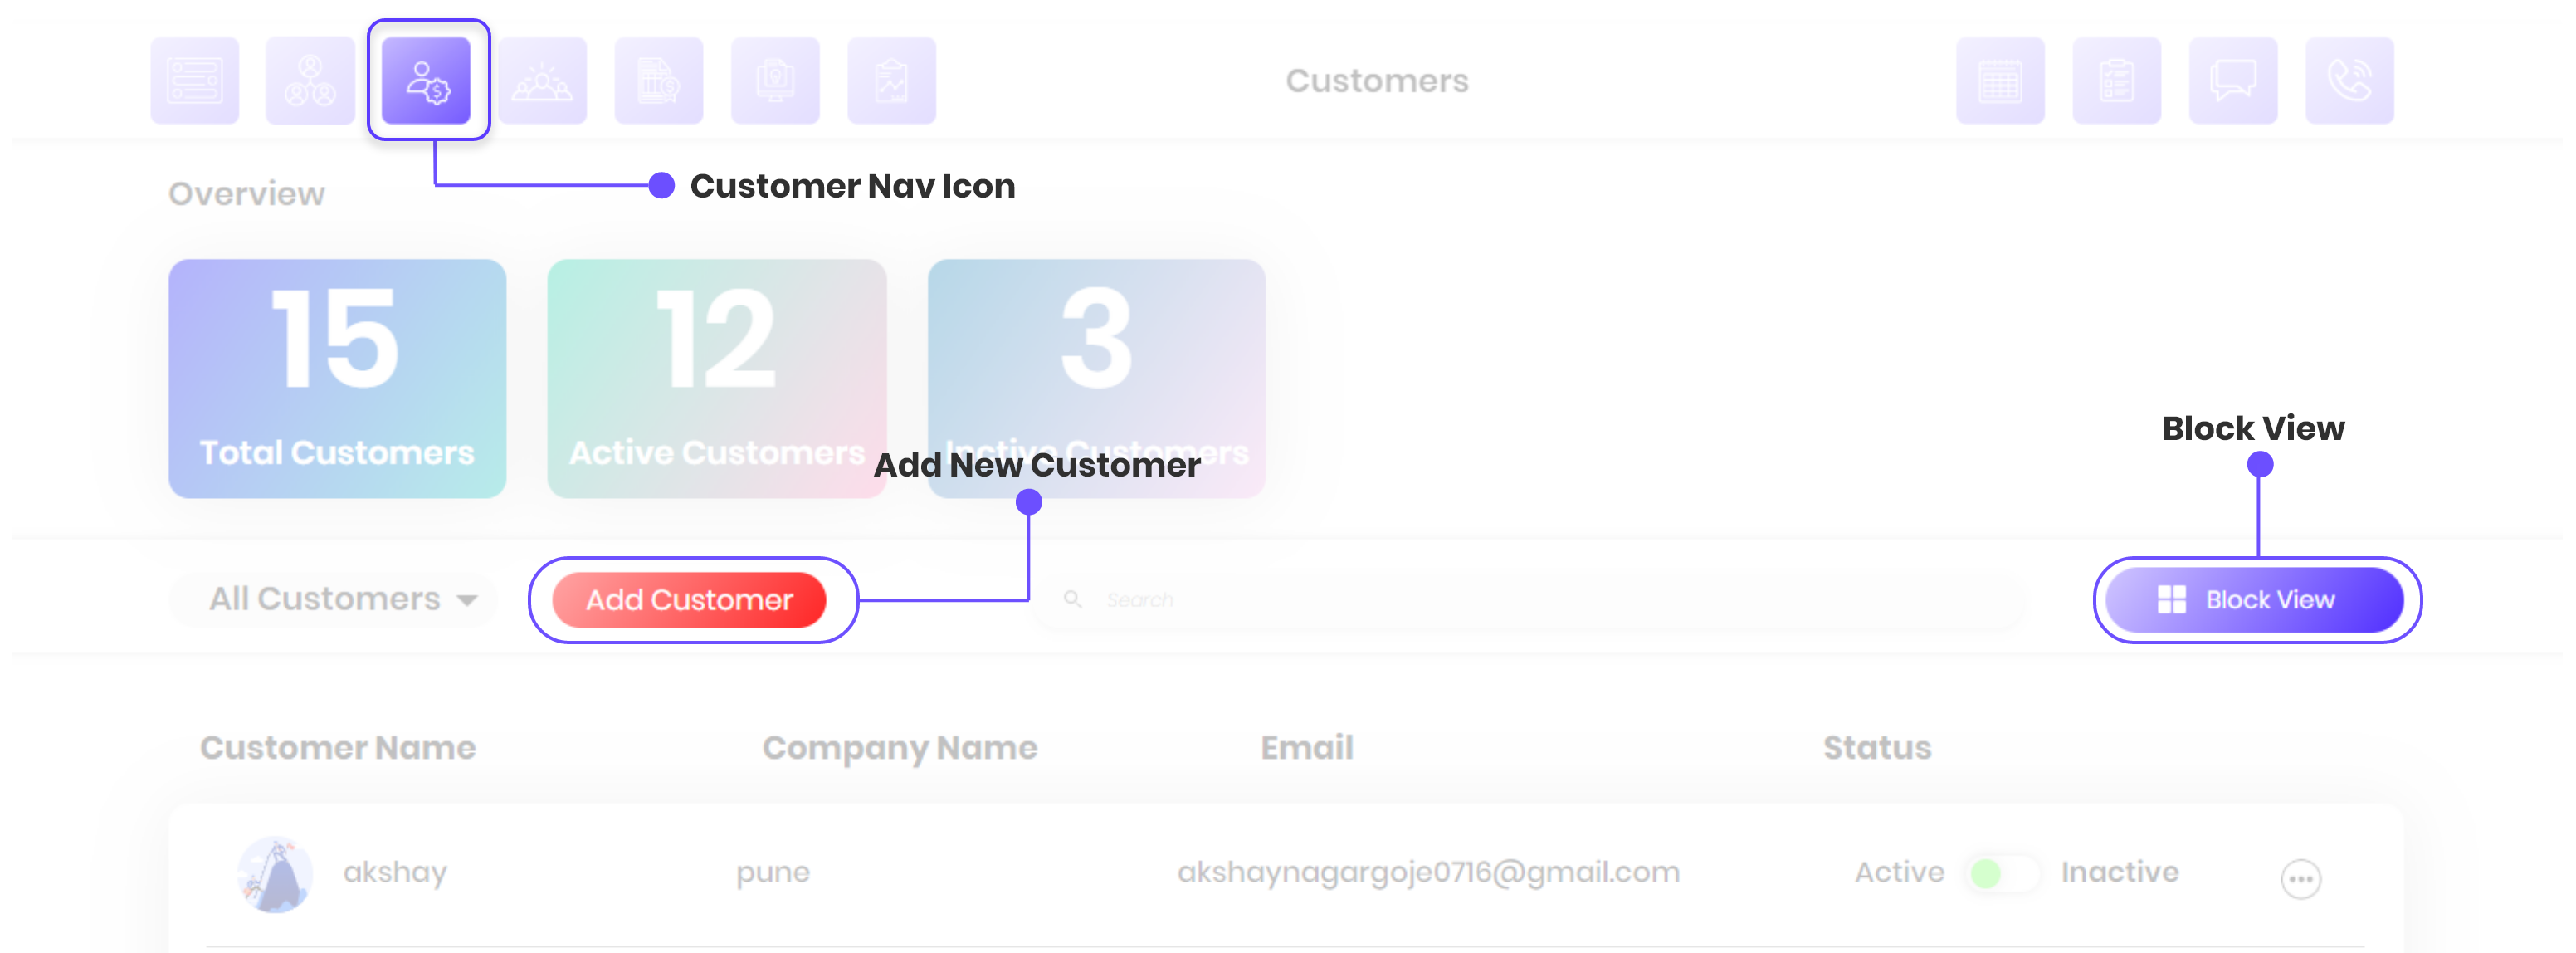 Customers
Customer Nav Icon
Overview
15
Total Customers
12
Active Customers
3
Inctive Customers
Add New Customer
Block View
All Customers
Add Customer
Search
Block View
Customer Name
Company Name
Email
Status
akshay
pune
akshaynagargoje0716@gmail.com
Active
Inactive